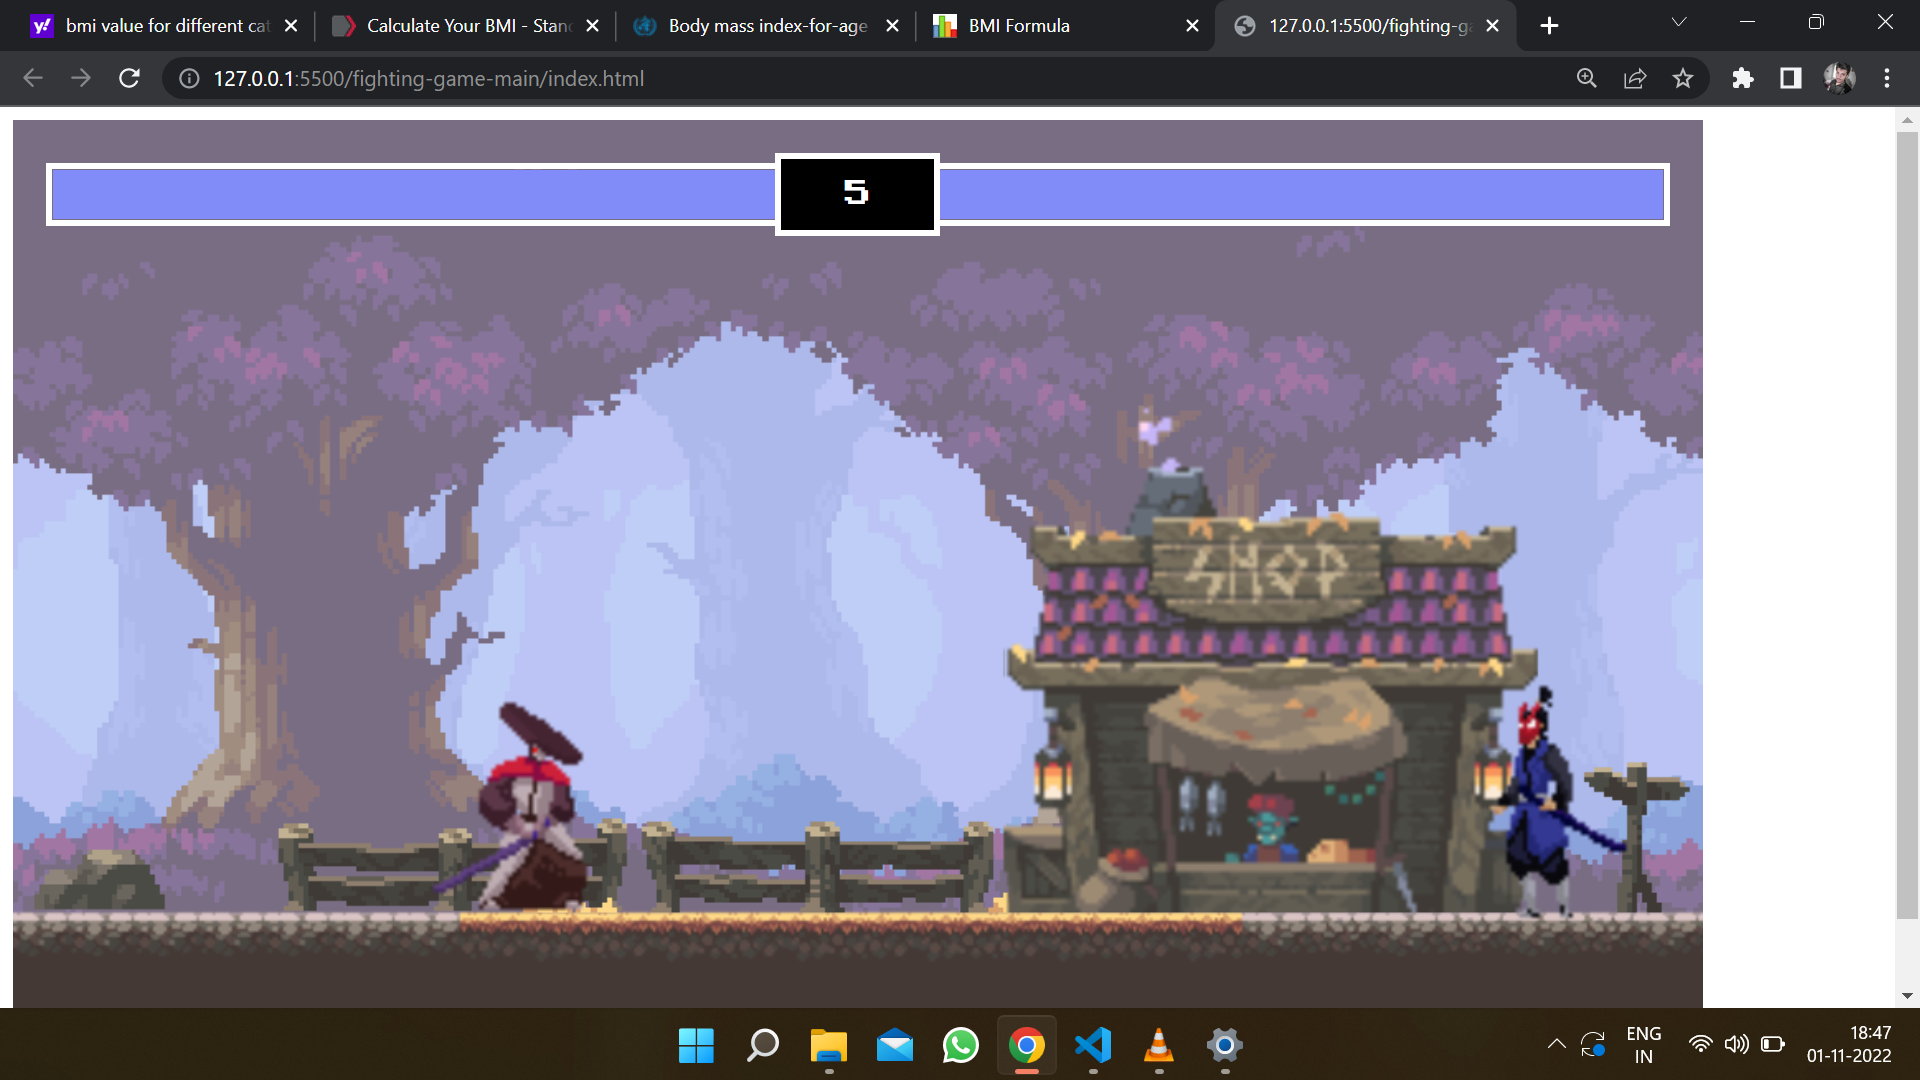 y! bmi value for different cat
Calculate Your BMI - Stand
Body mass index-for-age
BMI Formula
127.0.0.1:5500/fighting-ga
127.0.0.1:5500/fighting-game-main/index.html
5
SHOP
ENG
IN
18:47
01-11-2022